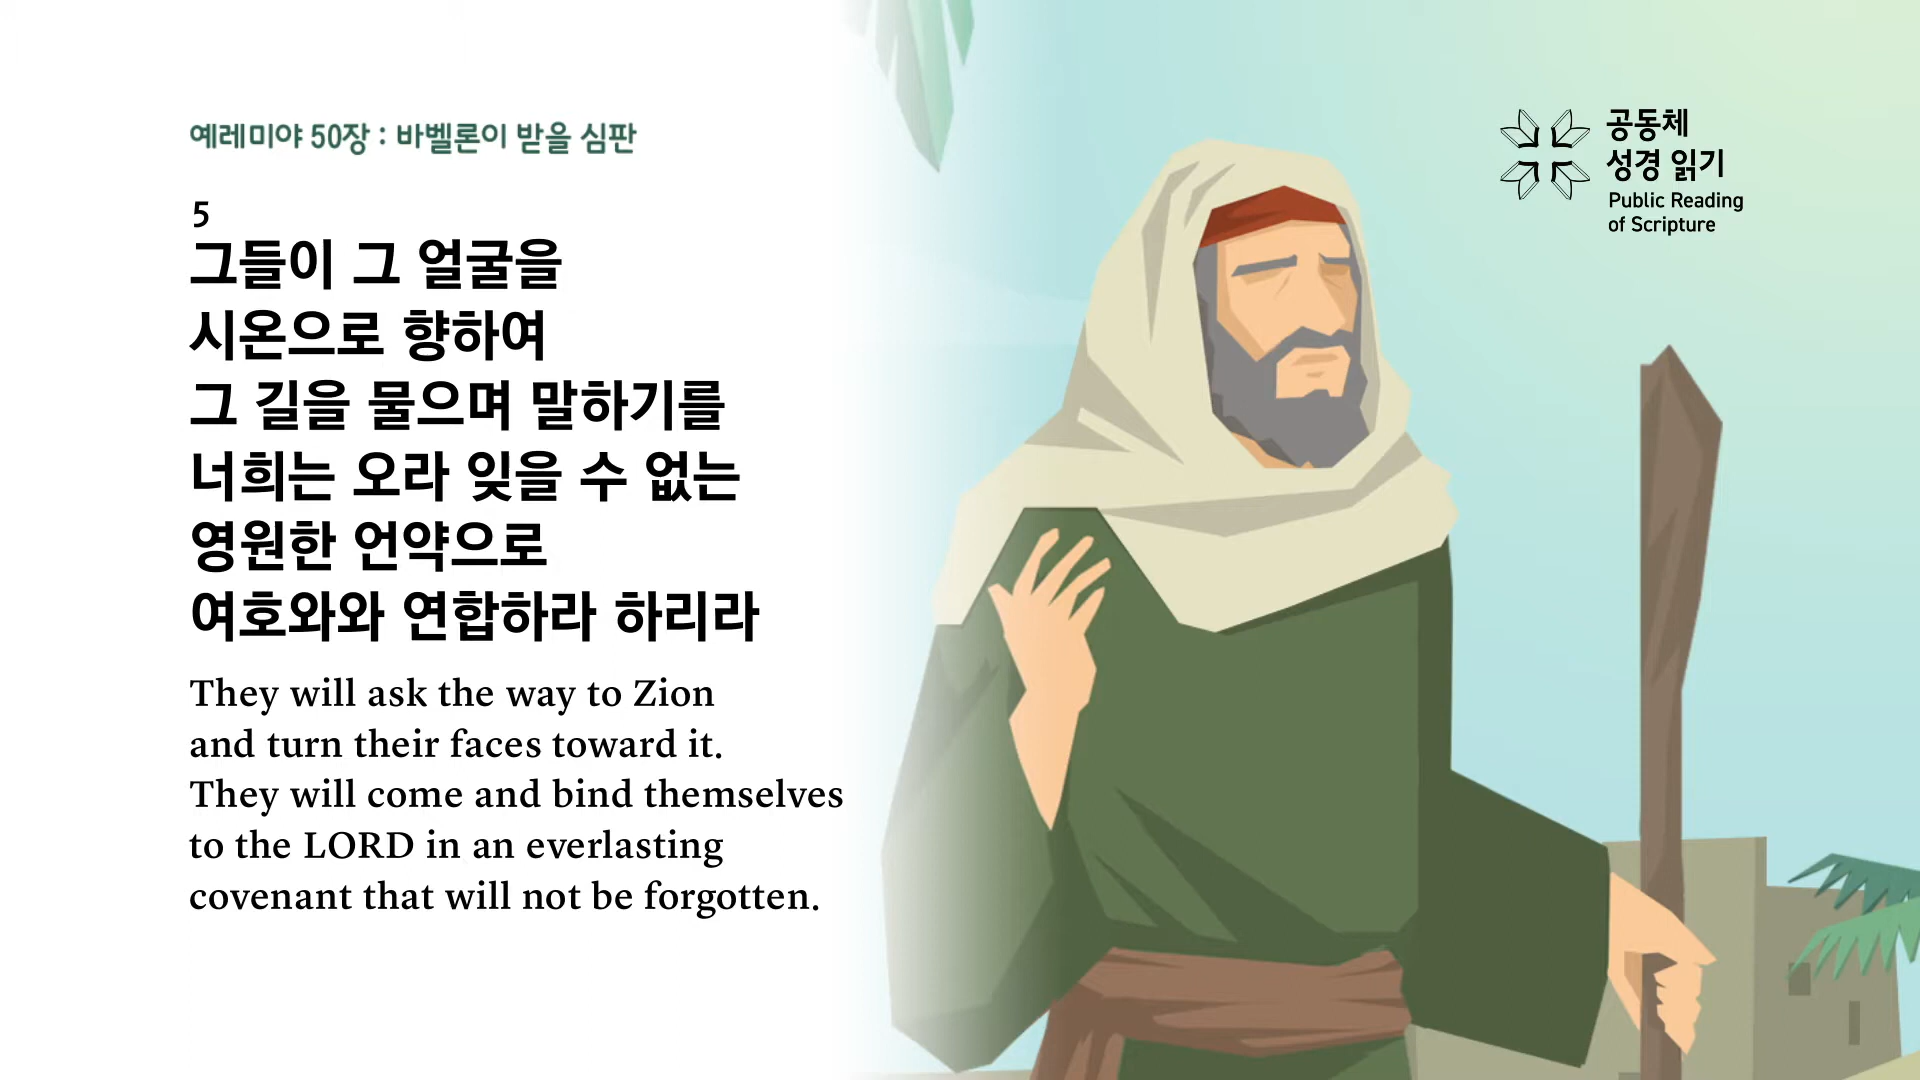 예레미야 50장 : 바벨론이 받을 심판
5
그들이 그 얼굴을
시온으로 향하여
그 길을 물으며 말하기를
너희는 오라 잊을 수 없는
영원한 언약으로
여호와와 연합하라 하리라
They will ask the way to Zion
and turn their faces toward it.
They will come and bind themselves
to the LORD in an everlasting
covenant that will not be forgotten.
공동체
성경 읽기
Public Reading
of Scripture